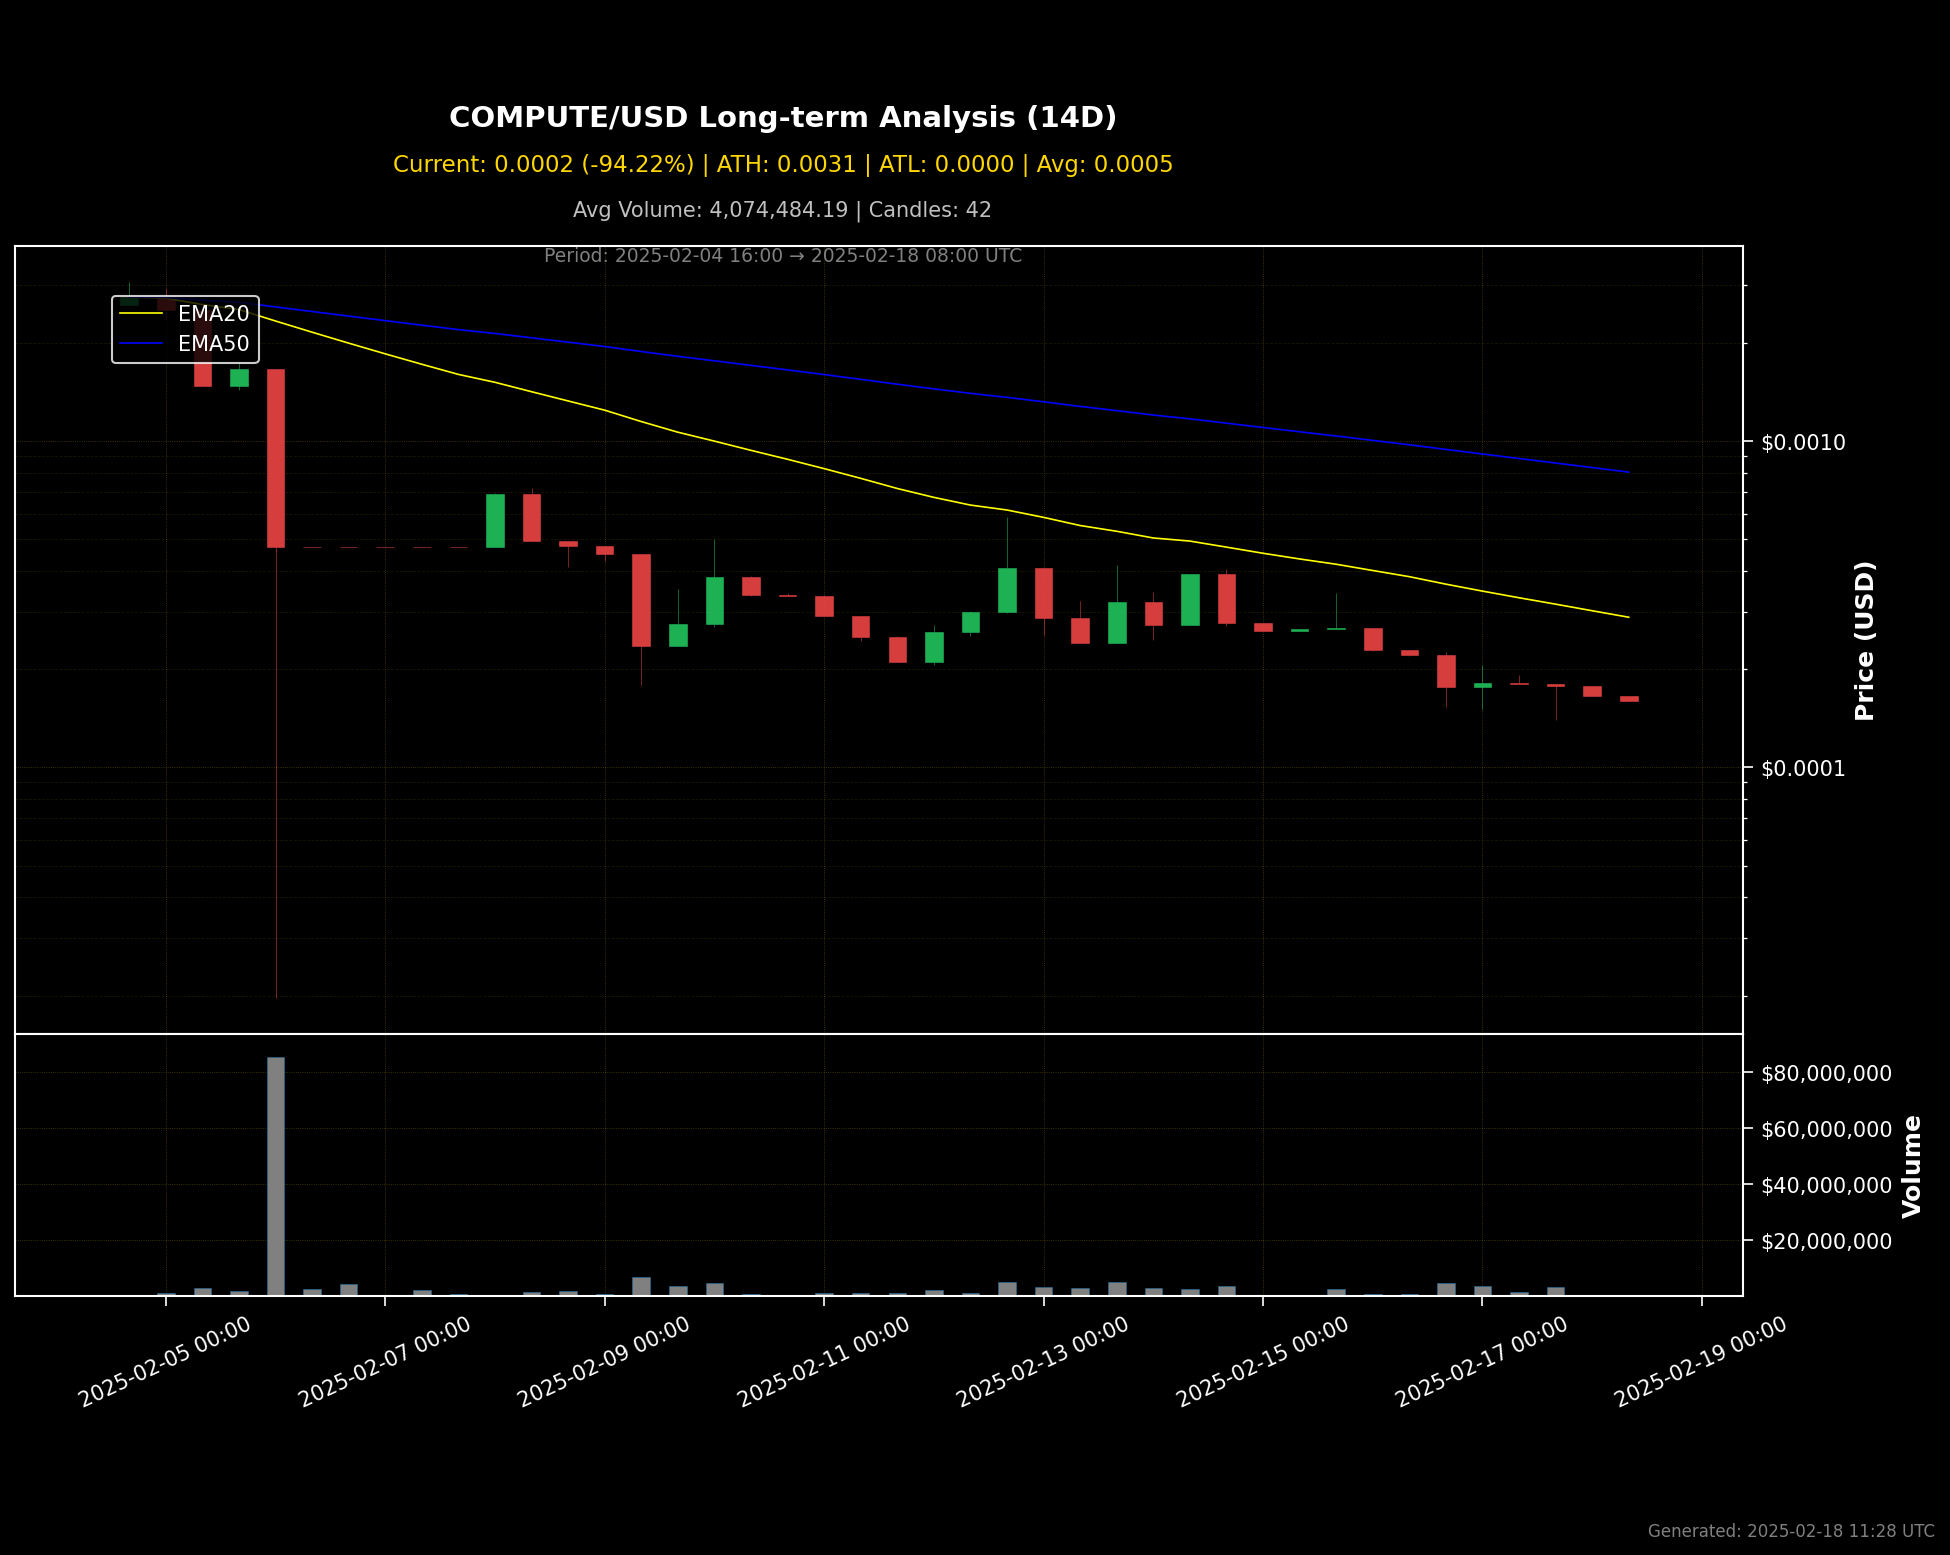 COMPUTE/USD Long-term Analysis (14D)
Current: 0.0002 (-94.22%) | ATH: 0.0031 | ATL: 0.0000 | Avg: 0.0005
Avg Volume: 4,074,484.19 | Candles: 42
Period: 2025-02-04 16:00 → 2025-02-18 08:00 UTC
EMA20
EMA50
$0.0010
$0.0001
Price (USD)
$80,000,000
$60,000,000
$40,000,000
$20,000,000
Volume
2025-02-05 00:00
2025-02-07 00:00
2025-02-09 00:00
2025-02-11 00:00
2025-02-13 00:00
2025-02-15 00:00
2025-02-17 00:00
2025-02-19 00:00
Generated: 2025-02-18 11:28 UTC